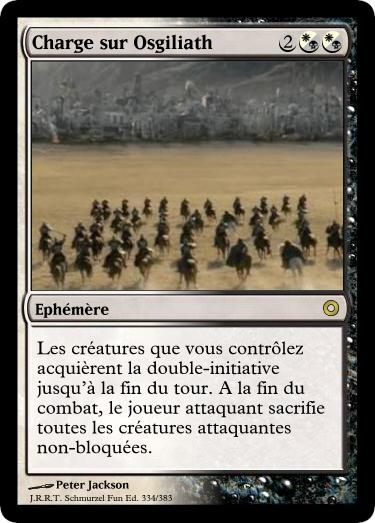 Charge sur Osgiliath 2
Ephémère
Les créatures que vous contrôlez
acquièrent la double-initiative
jusqu'à la fin du tour. A la fin du
combat, le joueur attaquant sacrifie
toutes les créatures attaquantes
non-bloquées.
Peter Jackson
J.R.R.T. Schmurzel Fun Ed. 334/383